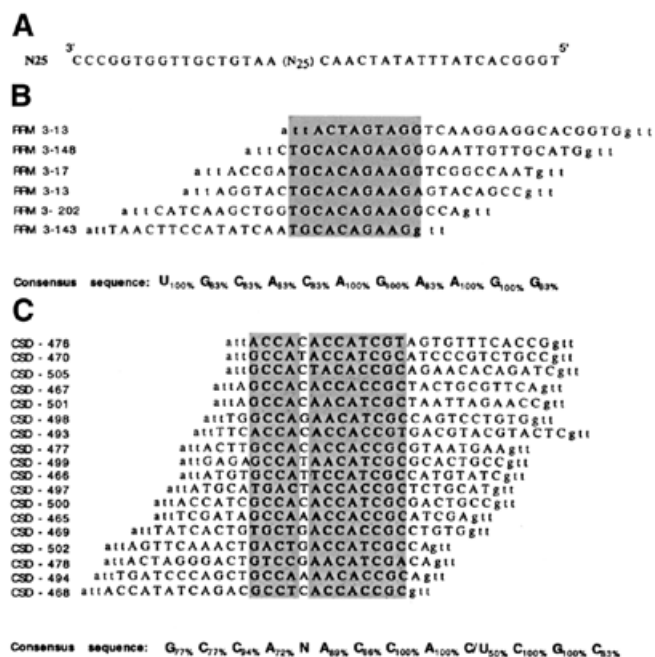 A
3' 5'
N25 CCCGGTGGTTGCTGTAA (N25) CAACTATATTTATCACGGGT
B
RRM 3-13 attACTAGTAGGTCAAGGAGGCACGGTGgtt
RRM 3-148 attCTGCACAGAAGGGAATTGTTGCATGgtt
RRM 3-17 attACCGATGCACAGAAGGTCGGCCAATgtt
RRM 3-13 attAGGTACTGCACAGAAGAGTACAGCCgtt
RRM 3-202 attCATCAAGCTGGTGCACAGAAGGCCAgtt
RRM 3-143 attTAACTTCCATATCAATGCACAGAAGgtt
Consensus sequence: U100% G83% C83% A83% C83% A100% G100% A83% A100% G100% G83%
C
CSD - 476 attACCACACCATCGTAGTGTTTCACCGgtt
CSD - 470 attGCCATACCATCGCATCCCGTCTGCCgtt
CSD - 505 attGCCACTACACCGCAGAACACAGATCgtt
CSD - 467 attAGCCACACCACCGCTACTGCGTTCAgtt
CSD - 501 attAGCCACAACATCGCTAATTAGAACCgtt
CSD - 498 attTGGCCAGAACATCGCCAGTCCTGTGgtt
CSD - 493 attTTCACCACACCACCGTGACGTACGTACTCgtt
CSD - 477 attACTTGCCACACCACCGCGTAATGAAgtt
CSD - 499 attGAGAGCCATAACATCGCGCACTGCCgtt
CSD - 466 attATGTGCCATTCCATCGCCATGTATCgtt
CSD - 497 attATGCATGACTACCACCGCTCTGCATgtt
CSD - 500 attACCATCGCCACACCATCGCGACTGCCgtt
CSD - 465 attTCGATAGCCAAACCACCGCATCGAgtt
CSD - 469 attTATCACTGTGCTGACCACCGCCTGTGgtt
CSD - 502 attAGTTCAAACTGACTGACCATCGCCAgtt
CSD - 478 attACTAGGGACTGTCCGAACATCGACAgtt
CSD - 494 attTGATCCCAGCTGCCAAACCACCGCAgtt
CSD - 468 attACCATATCAGACGCCTCACCACCGCgtt
Consensus sequence: G77% C77% C94% A72% N A89% C66% C100% A100% C/U50% C100% G100% C83%